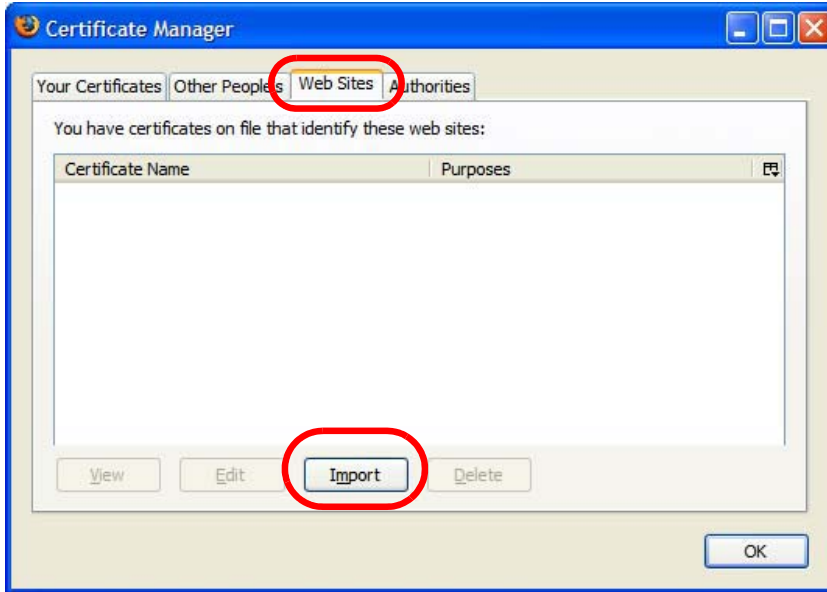 Certificate Manager
Your Certificates Other People's Web Sites Authorities
You have certificates on file that identify these web sites:
Certificate Name Purposes
View Edit Import Delete
OK